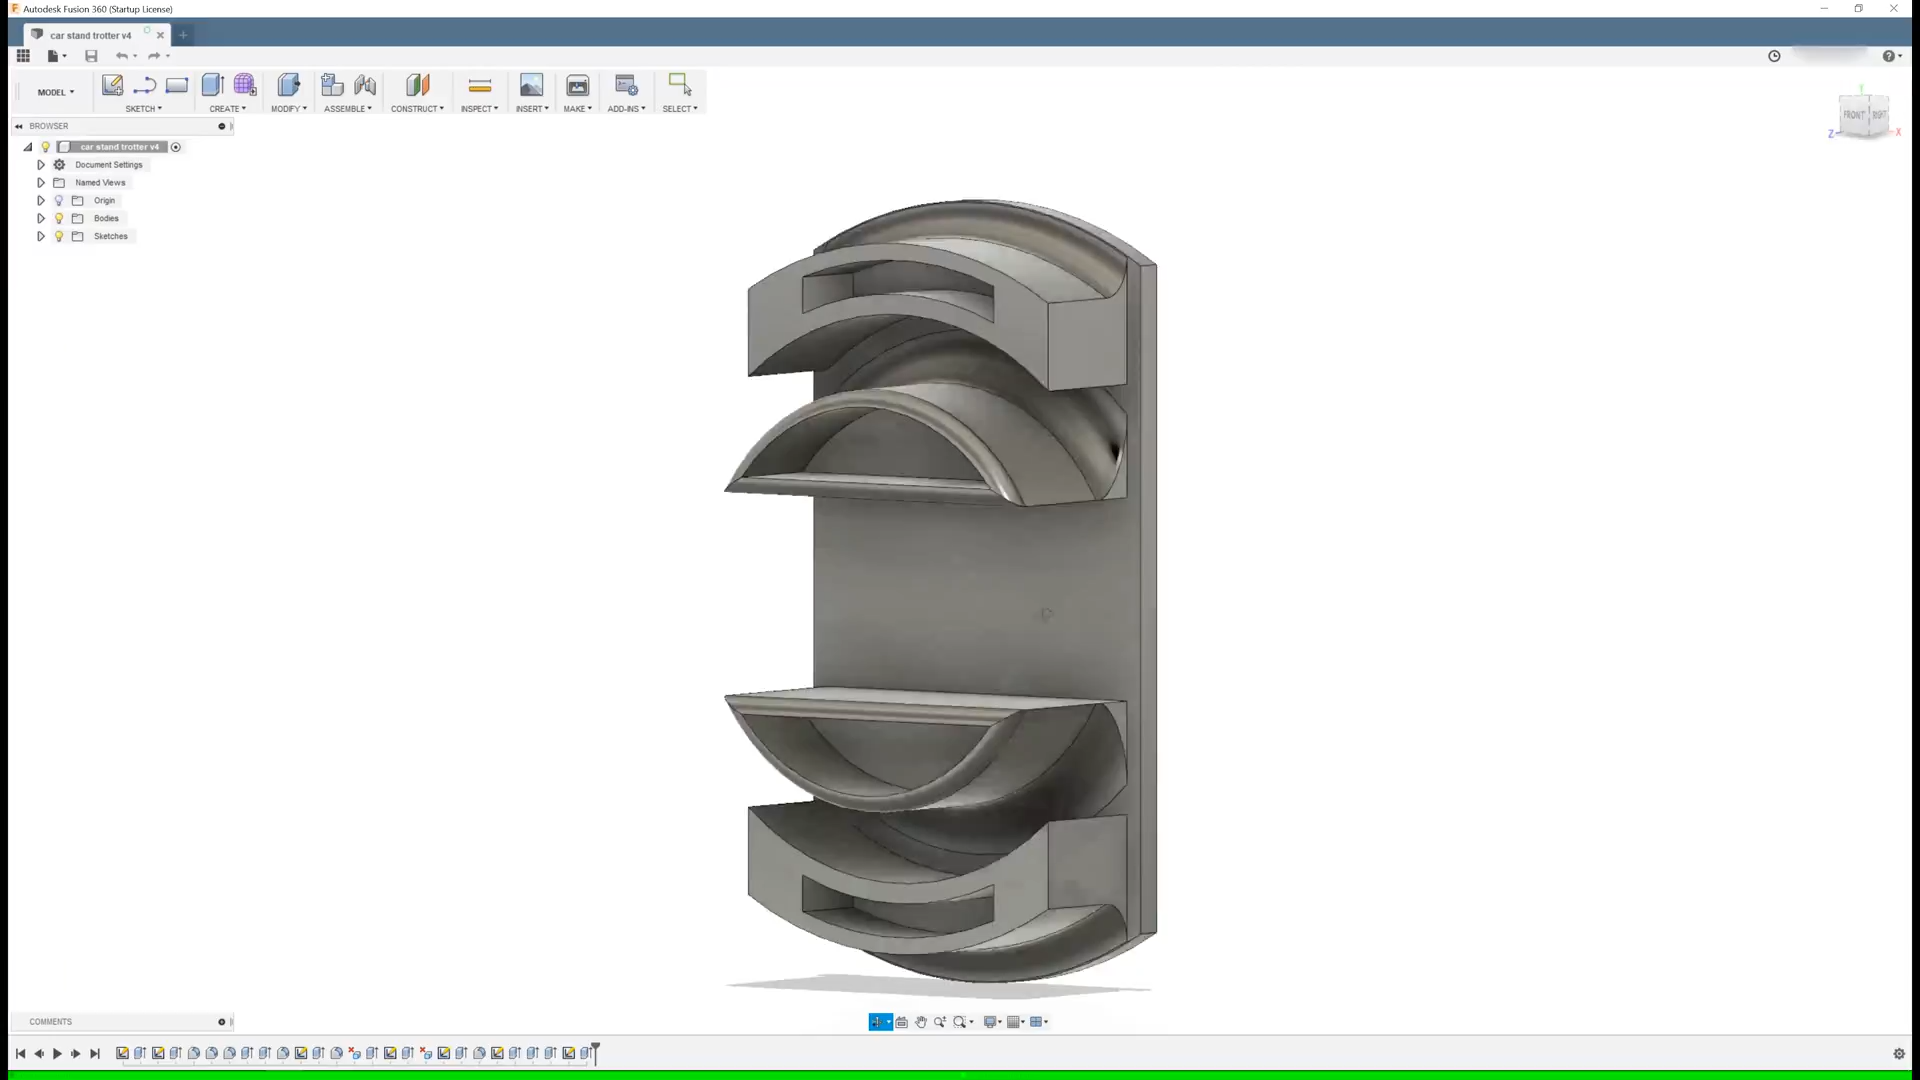 Autodesk Fusion 360 (Startup License)
car stand trotter v4
MODEL
SKETCH
CREATE
MODIFY
ASSEMBLE
CONSTRUCT
INSPECT
INSERT
MAKE
ADD-INS
SELECT
BROWSER
car stand trotter v4
Document Settings
Named Views
Origin
Bodies
Sketches
Y
FRONT
RIGHT
Z
X
COMMENTS